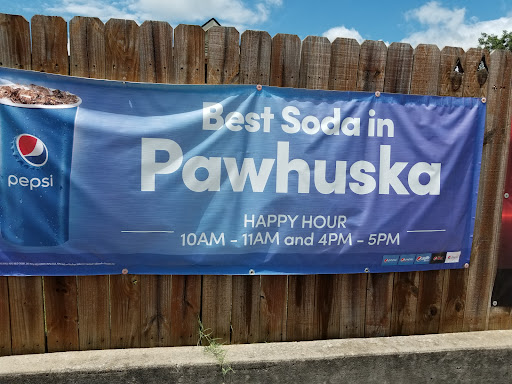 Best Soda in
Pawhuska
pepsi
HAPPY HOUR
10AM - 11AM and 4PM - 5PM